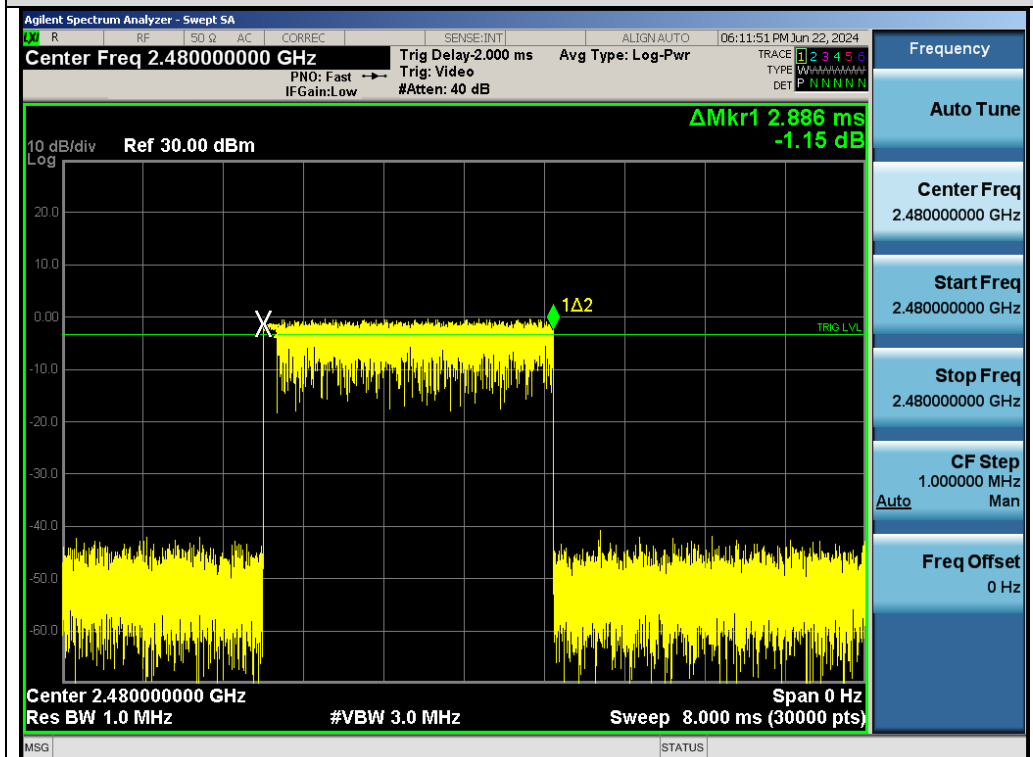 Agilent Spectrum Analyzer - Swept SA
LXI R RF 50 Ω AC CORREC SENSE:INT ALIGN AUTO 06:11:51 PM Jun 22, 2024
Center Freq 2.480000000 GHz
PNO: Fast
IFGain:Low
Trig Delay-2.000 ms
Trig: Video
#Atten: 40 dB
Avg Type: Log-Pwr
TRACE 1 2 3 4 5 6
TYPE WWWWWW
DET P N N N N N
Frequency
ΔMkr1 2.886 ms
-1.15 dB
10 dB/div Ref 30.00 dBm
Log
20.0
10.0
0.00
-10.0
-20.0
-30.0
-40.0
-50.0
-60.0
1Δ2
TRIG LVL
Center 2.480000000 GHz Span 0 Hz
Res BW 1.0 MHz #VBW 3.0 MHz Sweep 8.000 ms (30000 pts)
MSG STATUS
Auto Tune
Center Freq
2.480000000 GHz
Start Freq
2.480000000 GHz
Stop Freq
2.480000000 GHz
CF Step
1.000000 MHz
Auto Man
Freq Offset
0 Hz